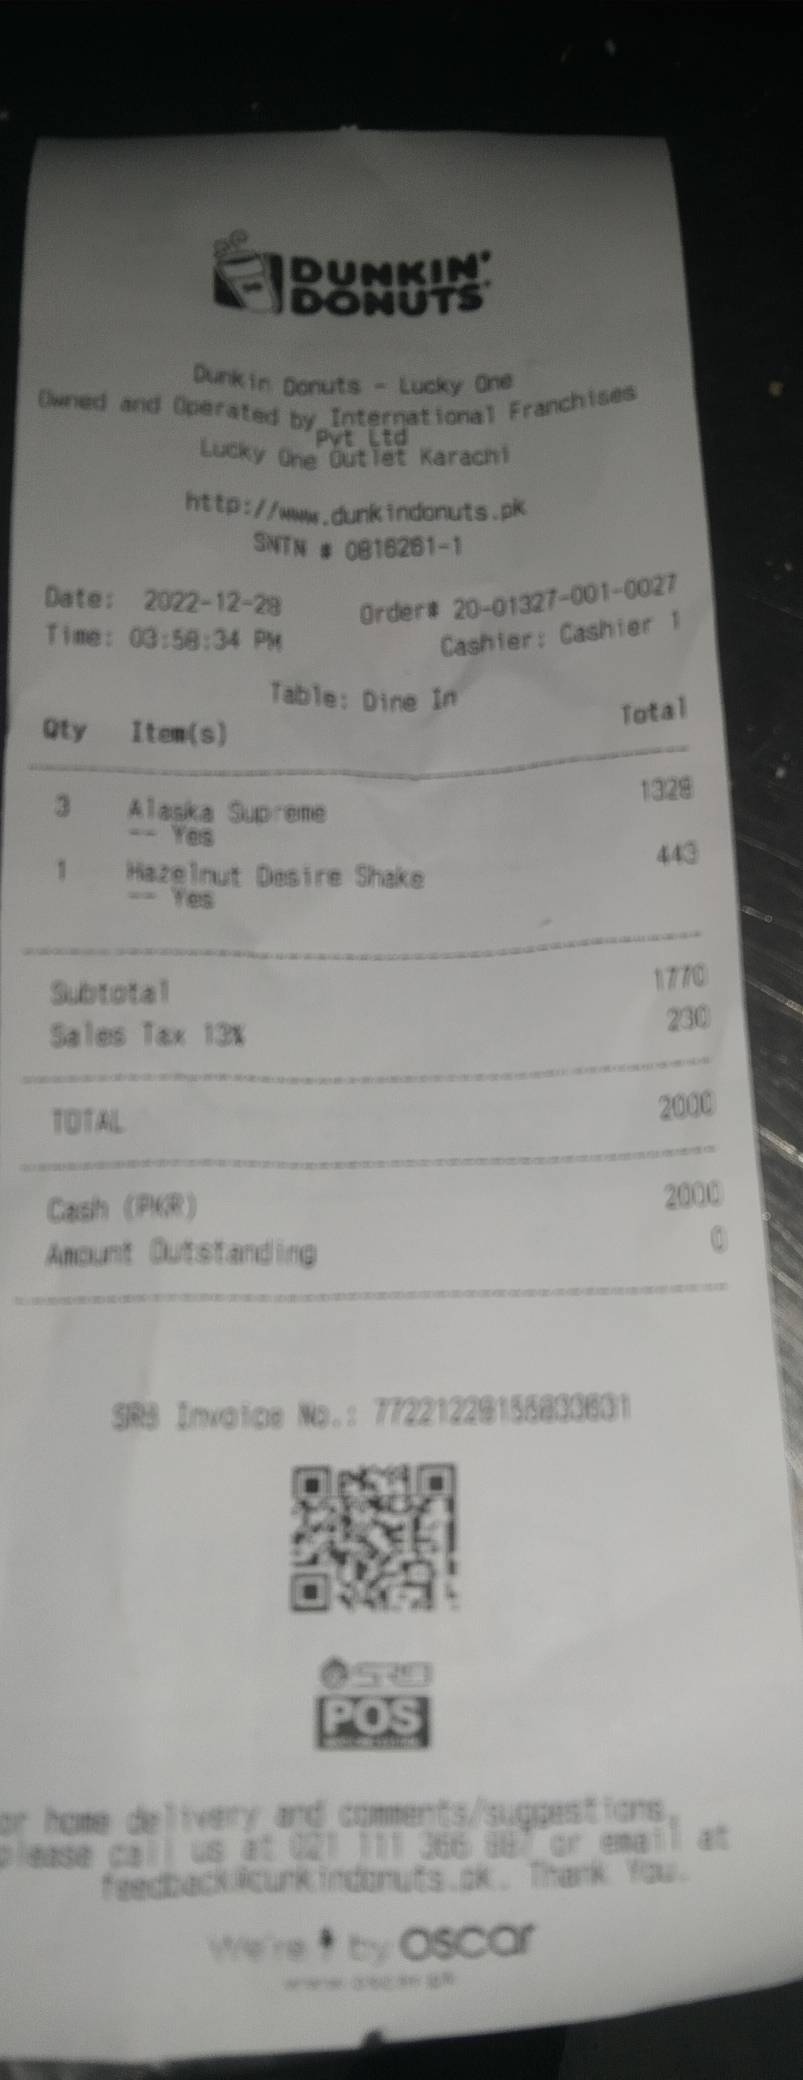 DUNKIN'
DONUTS
Dunkin Donuts - Lucky One
Owned and Operated by International Franchises
Pvt Ltd
Lucky One Outlet Karachi
http://www.dunkindonuts.pk
SNTN # 0816261-1
Date: 2022-12-28 Order# 20-01327-001-0027
Time: 03:58:34 PM Cashier: Cashier 1
Table: Dine In
Qty Item(s) Total
3 Alaska Supreme 1328
-- Yes
1 Hazelnut Desire Shake 443
-- Yes
Subtotal 1770
Sales Tax 13% 230
TOTAL 2000
Cash (PKR) 2000
Amount Outstanding 0
SRB Invoice No.:
SRB
POS
or home delivery and comments/suggestions,
please call us at 021 111 366 887 or email at
feedback@dunkindonuts.pk. Thank You.
We're by oscar